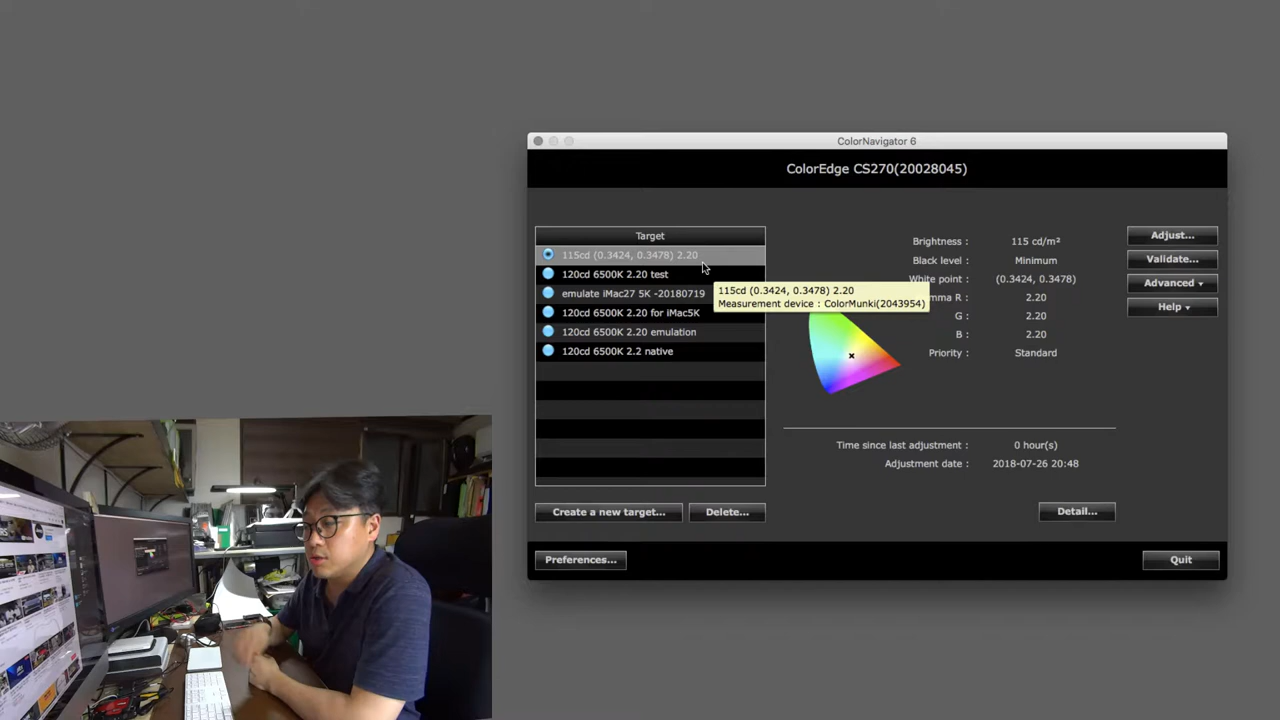 ColorNavigator 6
ColorEdge CS270(20028045)
Target
115cd (0.3424, 0.3478) 2.20
120cd 6500K 2.20 test
emulate iMac27 5K -20180719
120cd 6500K 2.20 for iMac5K
120cd 6500K 2.20 emulation
120cd 6500K 2.2 native
115cd (0.3424, 0.3478) 2.20
Measurement device : ColorMunki(2043954)
Brightness : 115 cd/m²
Black level : Minimum
White point : (0.3424, 0.3478)
mma R : 2.20
G : 2.20
B : 2.20
Priority : Standard
Time since last adjustment : 0 hour(s)
Adjustment date : 2018-07-26 20:48
Adjust...
Validate...
Advanced
Help
Create a new target...
Delete...
Detail...
Preferences...
Quit